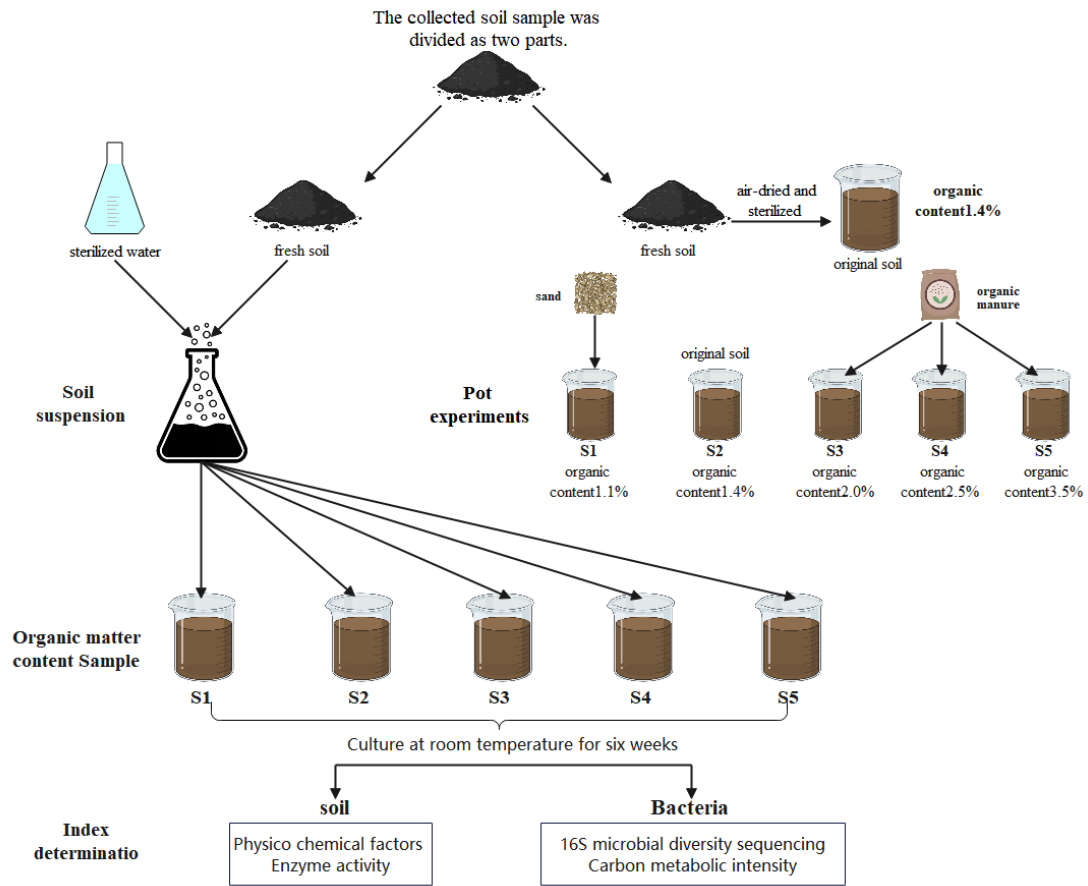 The collected soil sample was
divided as two parts.
sterilized water
fresh soil
fresh soil
air-dried and
sterilized
organic
content1.4%
original soil
sand
organic
manure
original soil
Soil
suspension
Pot
experiments
S1
organic
content1.1%
S2
organic
content1.4%
S3
organic
content2.0%
S4
organic
content2.5%
S5
organic
content3.5%
Organic matter
content Sample
S1
S2
S3
S4
S5
Culture at room temperature for six weeks
Index
determinatio
soil
Physico chemical factors
Enzyme activity
Bacteria
16S microbial diversity sequencing
Carbon metabolic intensity